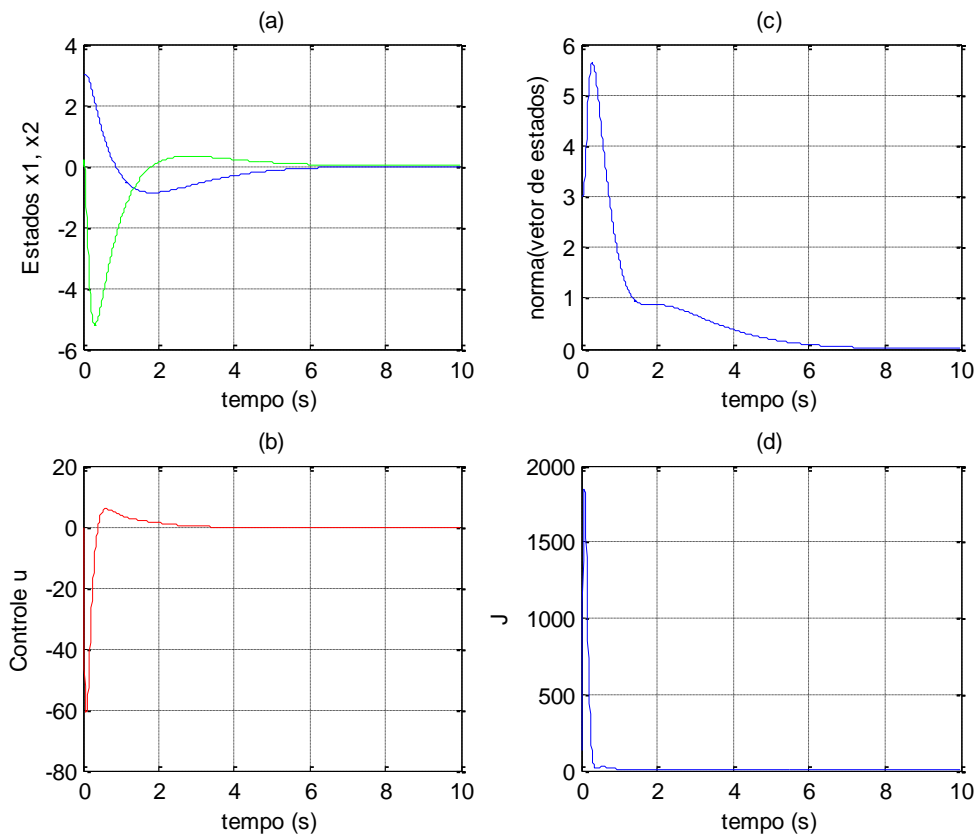 (a)
4
2
0
-2
-4
-6
Estados x1, x2
0 2 4 6 8 10
tempo (s)
(c)
6
5
4
3
2
1
0
norma(vetor de estados)
0 2 4 6 8 10
tempo (s)
(b)
20
0
-20
-40
-60
-80
Controle u
0 2 4 6 8 10
tempo (s)
(d)
2000
1500
1000
500
0
J
0 2 4 6 8 10
tempo (s)